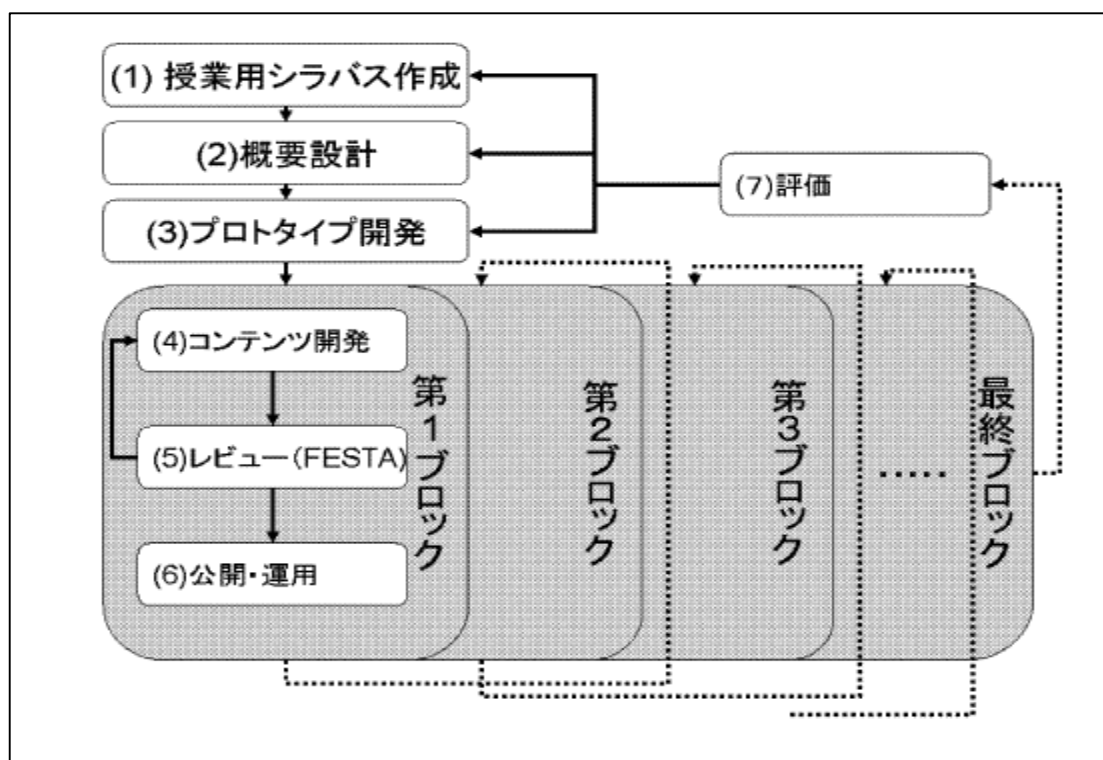 (1) 授業用シラバス作成
(2)概要設計
(3)プロトタイプ開発
(7)評価
(4)コンテンツ開発
(5)レビュー(FESTA)
(6)公開・運用
第1ブロック
第2ブロック
第3ブロック
.....
最終ブロック